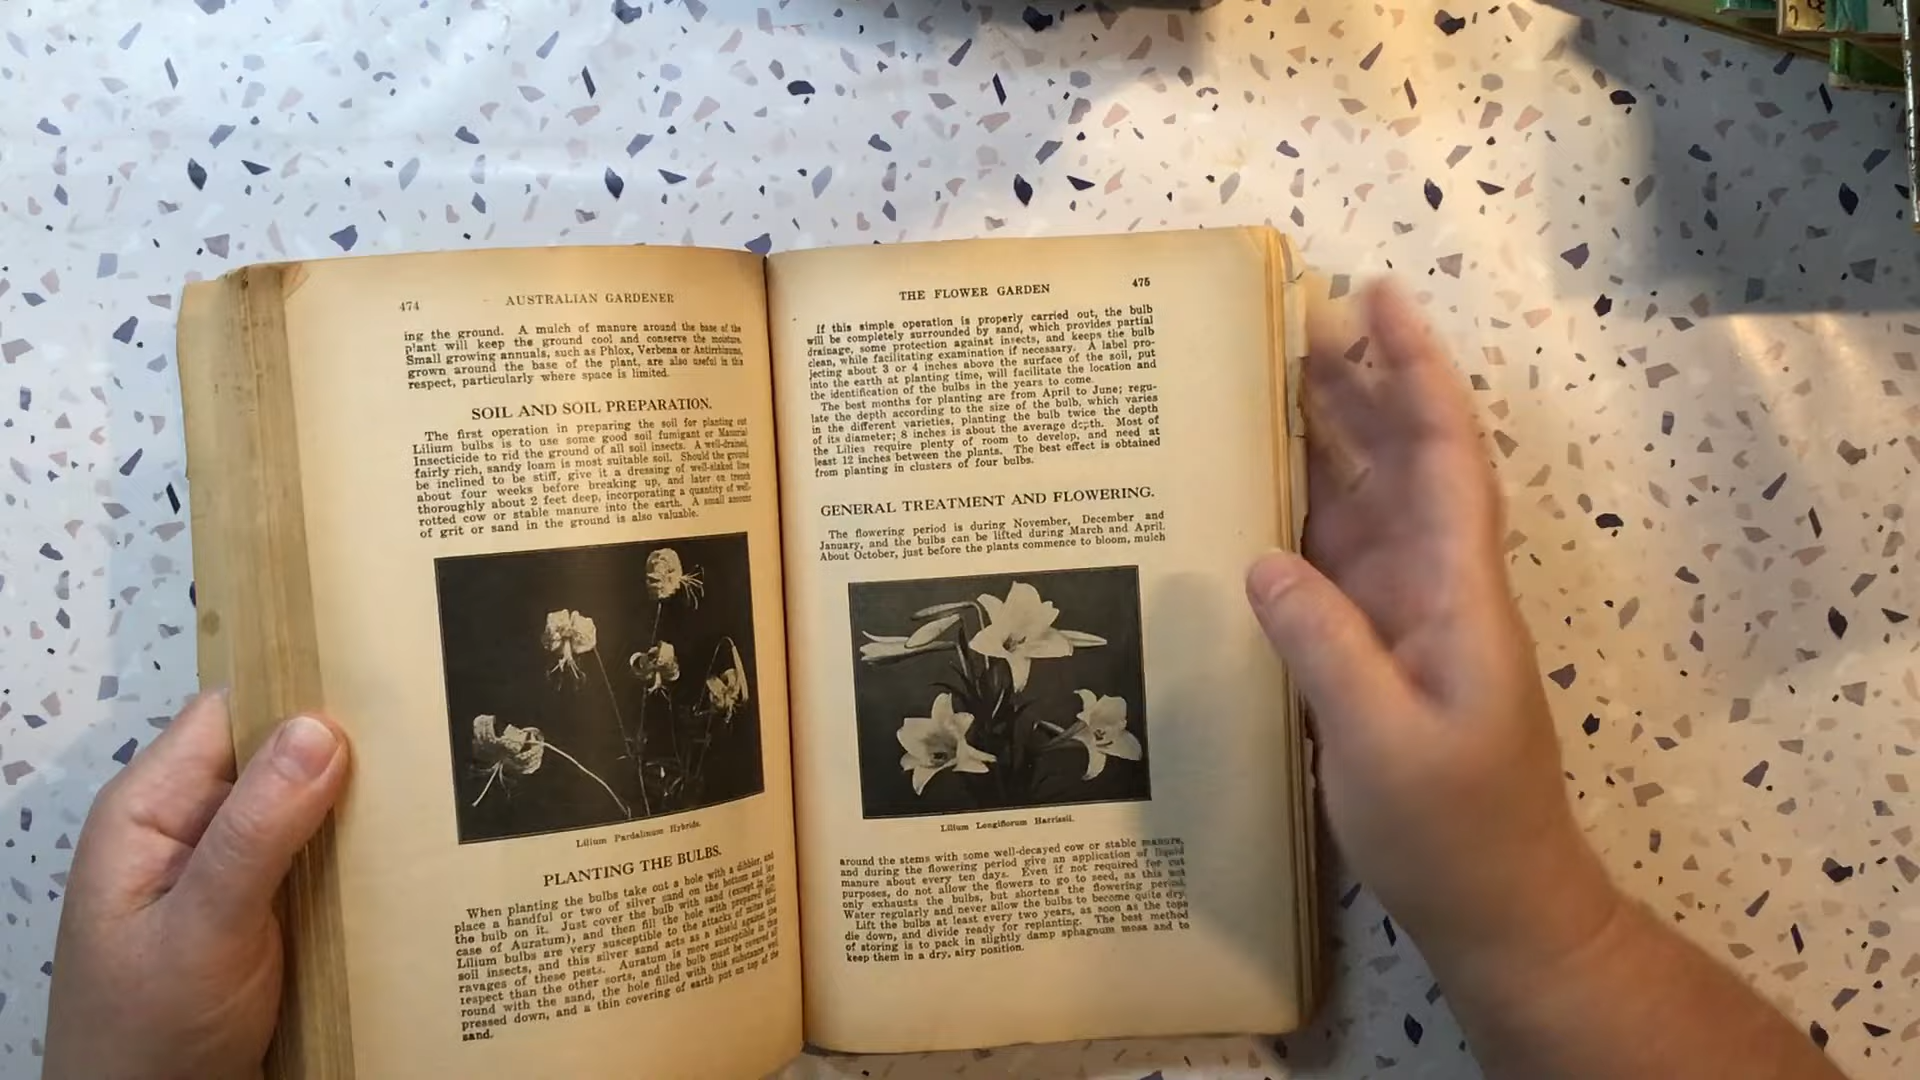 474
AUSTRALIAN GARDENER
ing the ground. A mulch of manure around the base of the
plant will keep the ground cool and conserve the moisture.
Small growing annuals, such as Phlox, Verbena or Antirrhinums,
grown around the base of the plant, are also useful in this
respect, particularly where space is limited.
SOIL AND SOIL PREPARATION.
The first operation in preparing the soil for planting out
Lilium bulbs is to use some good soil fumigant or Material
Insecticide to rid the ground of all soil insects. A well-drained,
fairly rich, sandy loam is most suitable soil. Should the ground
be inclined to be stiff, give it a dressing of well-slaked lime
about four weeks before breaking up, and later on trench
thoroughly about 2 feet deep, incorporating a quantity of well-
rotted cow or stable manure into the earth. A small amount
of grit or sand in the ground is also valuable.
Lilium Pardalinum Hybrids.
PLANTING THE BULBS.
When planting the bulbs take out a hole with a dibbler, and
place a handful or two of silver sand on the bottom and lay
the bulb on it. Just cover the bulb with sand (except in the
case of Auratum), and then fill the hole with prepared soil.
Lilium bulbs are very susceptible to the attacks of mites and
soil insects, and this silver sand acts as a shield against the
ravages of these pests. Auratum is more susceptible in this
respect than the other sorts, and the bulb must be covered all
round with the sand, the hole filled with this substance well
pressed down, and a thin covering of earth put on top of the
sand.
THE FLOWER GARDEN
475
If this simple operation is properly carried out, the bulb
will be completely surrounded by sand, which provides partial
drainage, some protection against insects, and keeps the bulb
clean, while facilitating examination if necessary. A label pro-
jecting about 3 or 4 inches above the surface of the soil, put
into the earth at planting time, will facilitate the location and
the identification of the bulbs in the years to come.
The best months for planting are from April to June; regu-
late the depth according to the size of the bulb, which varies
in the different varieties, planting the bulb twice the depth
of its diameter; 8 inches is about the average depth. Most of
the Lilies require plenty of room to develop, and need at
least 12 inches between the plants. The best effect is obtained
from planting in clusters of four bulbs.
GENERAL TREATMENT AND FLOWERING.
The flowering period is during November, December and
January, and the bulbs can be lifted during March and April.
About October, just before the plants commence to bloom, mulch
Lilium Longiflorum Harrisii.
around the stems with some well-decayed cow or stable manure,
and during the flowering period give an application of liquid
manure about every ten days. Even if not required for cut
purposes, do not allow the flowers to go to seed, as this not
only exhausts the bulbs, but shortens the flowering period.
Water regularly and never allow the bulbs to become quite dry.
Lift the bulbs at least every two years, as soon as the tops
die down, and divide ready for replanting. The best method
of storing is to pack in slightly damp sphagnum moss and to
keep them in a dry, airy position.